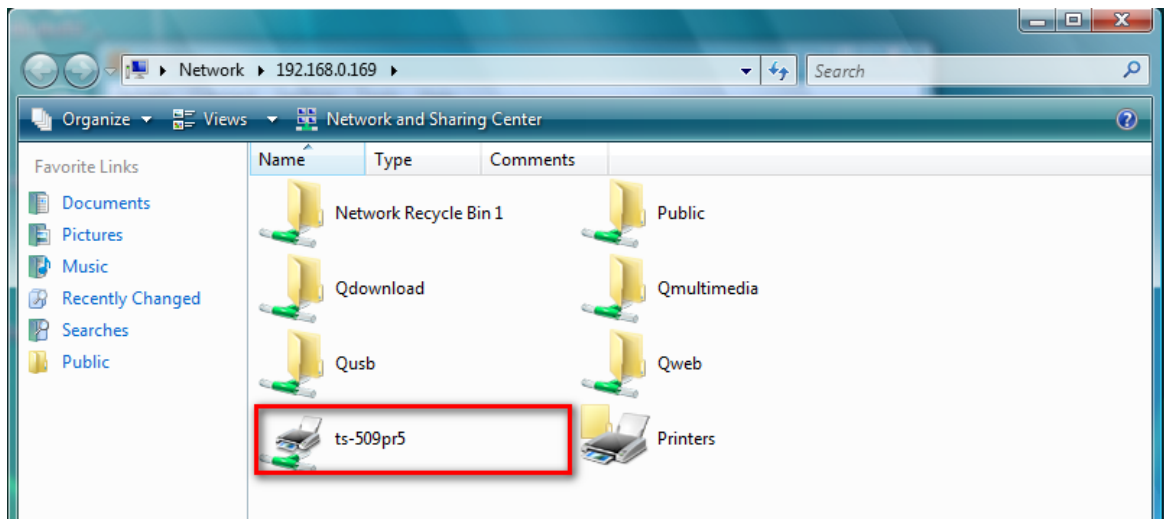 Network 192.168.0.169 Search
Organize Views Network and Sharing Center
Favorite Links
Documents
Pictures
Music
Recently Changed
Searches
Public
Name Type Comments
Network Recycle Bin 1 Public
Qdownload Qmultimedia
Qusb Qweb
ts-509pr5 Printers